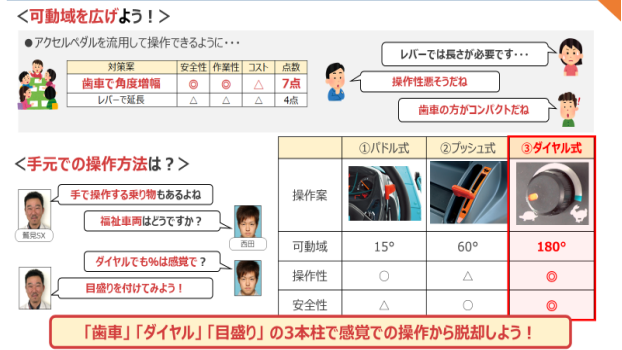 ＜可動域を広げよう！＞
●アクセルペダルを流用して操作できるように・・・
対策案 安全性 作業性 コスト 点数
歯車で角度増幅 ◎ ◎ △ 7点
レバーで延長 △ △ △ 4点
レバーでは長さが必要です・・・
操作性悪そうだね
歯車の方がコンパクトだね
＜手元での操作方法は？＞
手で操作する乗り物もあるよね
鷲見SX
福祉車両はどうですか？
西田
ダイヤルでも%は感覚で？
目盛りを付けてみよう！
①パドル式 ②プッシュ式 ③ダイヤル式
操作案
可動域 15° 60° 180°
操作性 〇 △ ◎
安全性 △ 〇 ◎
「歯車」「ダイヤル」「目盛り」の3本柱で感覚での操作から脱却しよう！